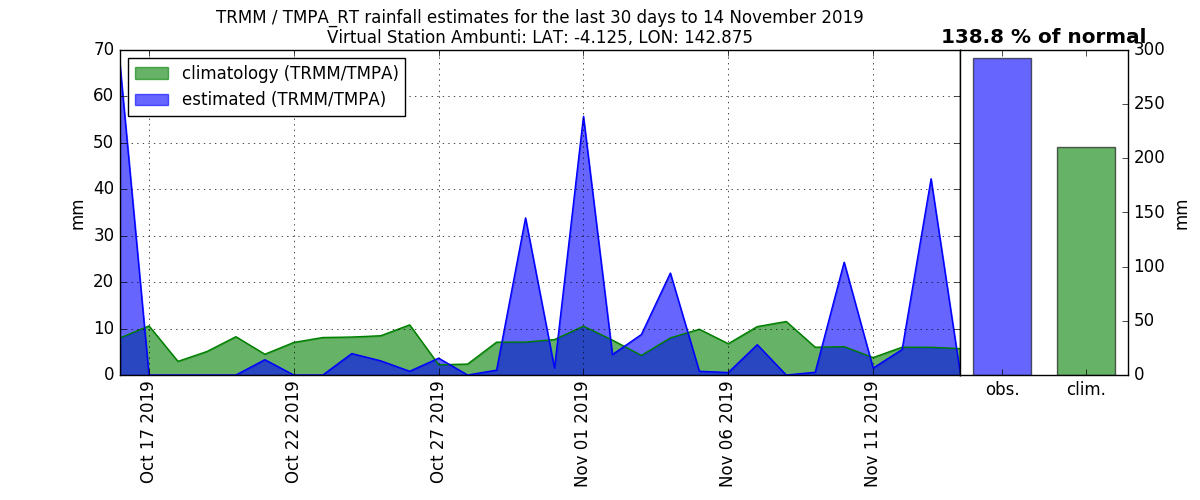 TRMM / TMPA_RT rainfall estimates for the last 30 days to 14 November 2019
Virtual Station Ambunti: LAT: -4.125, LON: 142.875
138.8 % of normal
climatology (TRMM/TMPA)
estimated (TRMM/TMPA)
70
60
50
40
30
20
10
0
mm
Oct 17 2019
Oct 22 2019
Oct 27 2019
Nov 01 2019
Nov 06 2019
Nov 11 2019
obs.
clim.
300
250
200
150
100
50
0
mm